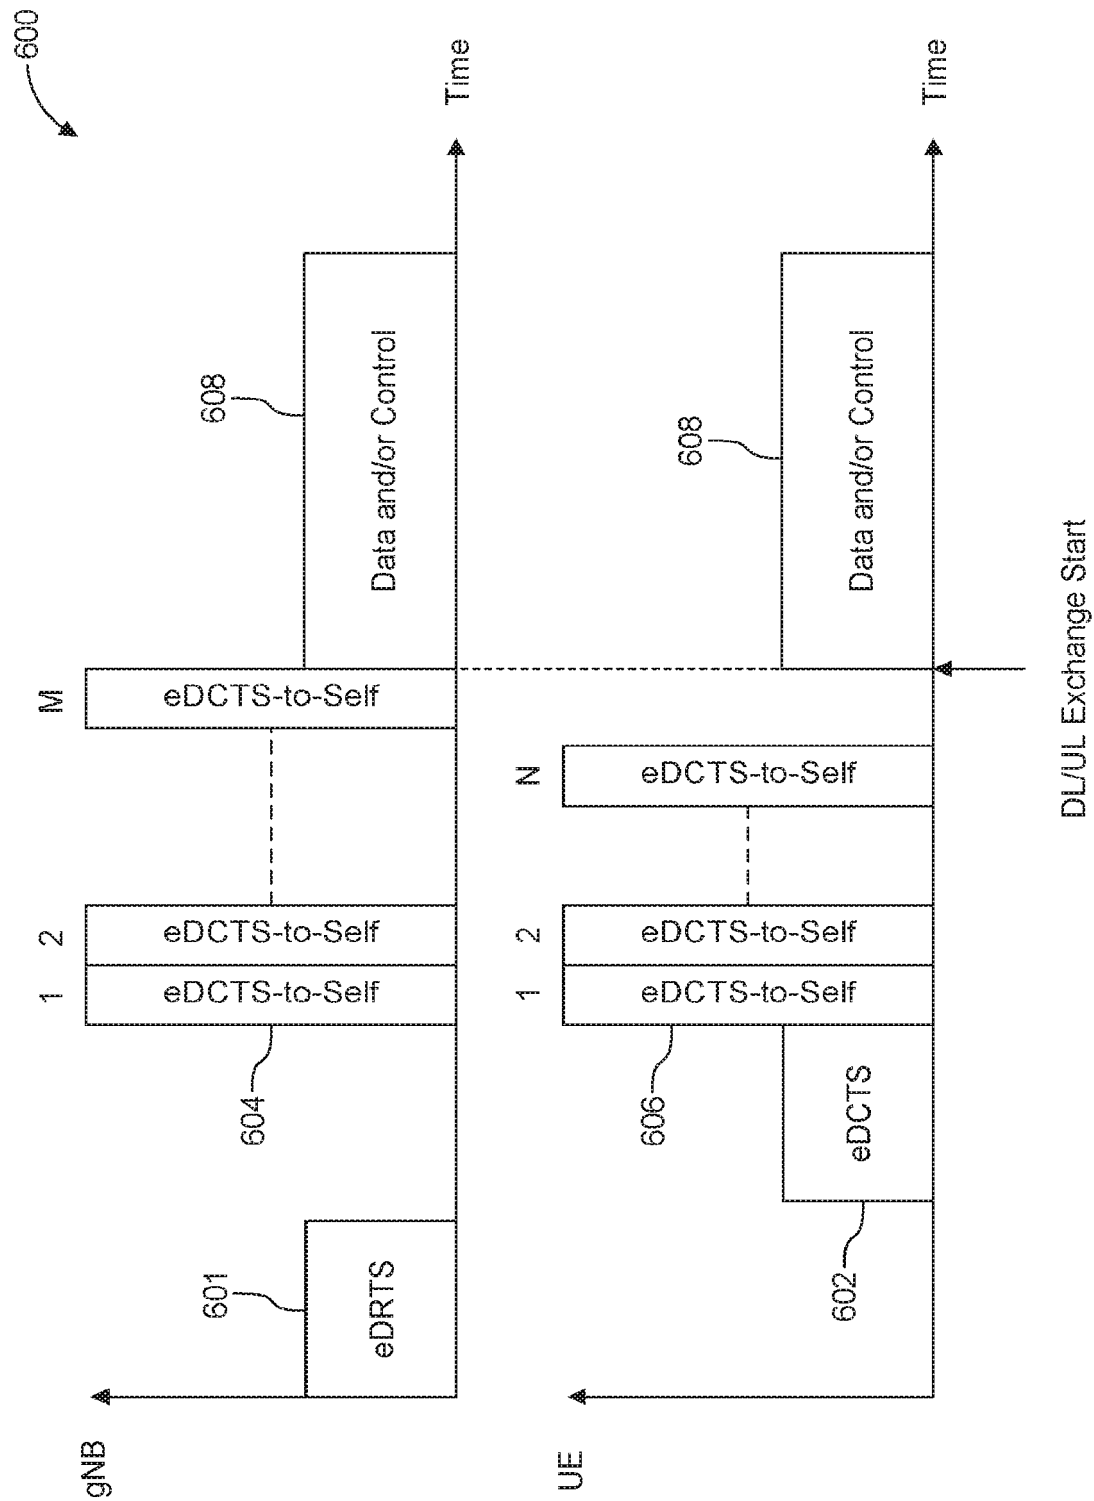 600
gNB
601
eDRTS
604
1
eDCTS-to-Self
2
eDCTS-to-Self
M
eDCTS-to-Self
608
Data and/or Control
Time
UE
602
eDCTS
606
1
eDCTS-to-Self
2
eDCTS-to-Self
N
eDCTS-to-Self
608
Data and/or Control
Time
DL/UL Exchange Start